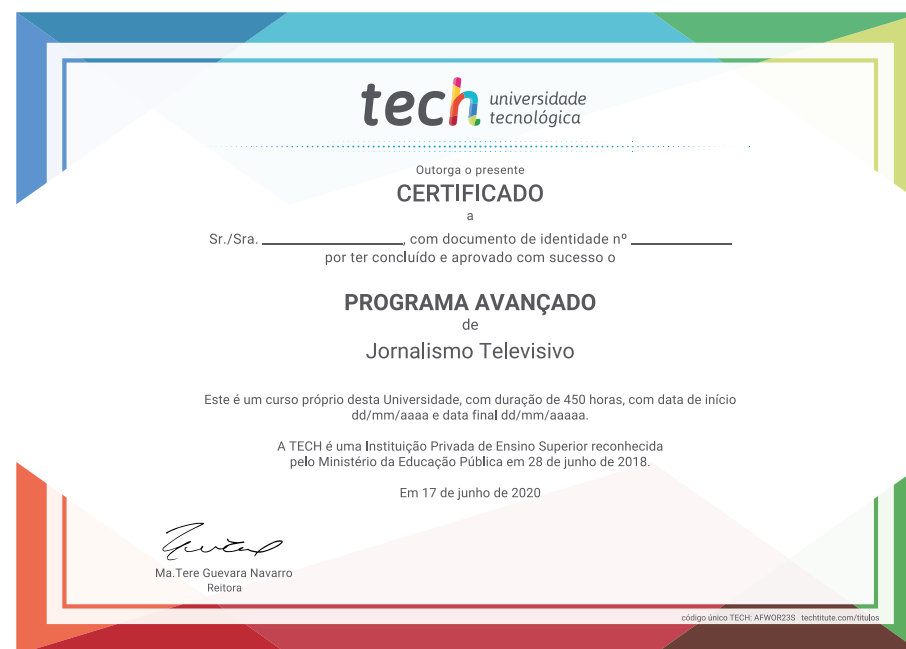 tech universidade
tecnológica
Outorga o presente
CERTIFICADO
a
Sr./Sra. ____________________, com documento de identidade nº ______________
por ter concluído e aprovado com sucesso o
PROGRAMA AVANÇADO
de
Jornalismo Televisivo
Este é um curso próprio desta Universidade, com duração de 450 horas, com data de início
dd/mm/aaaa e data final dd/mm/aaaaa.
A TECH é uma Instituição Privada de Ensino Superior reconhecida
pelo Ministério da Educação Pública em 28 de junho de 2018.
Em 17 de junho de 2020
Ma.Tere Guevara Navarro
Reitora
código único TECH: AFWOR23S techtitute.com/titulos